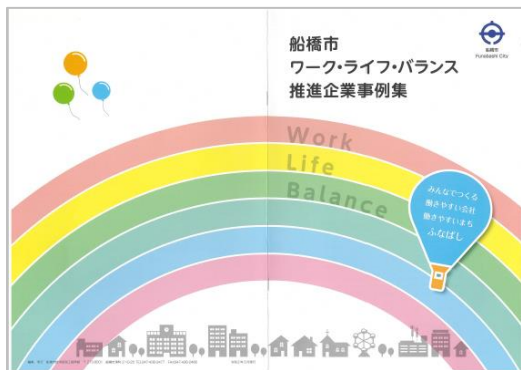 船橋市
ワーク・ライフ・バランス
推進企業事例集
船橋市
Funabashi City
Work
Life
Balance
みんなでつくる
働きやすい会社
働きやすいまち
ふなばし